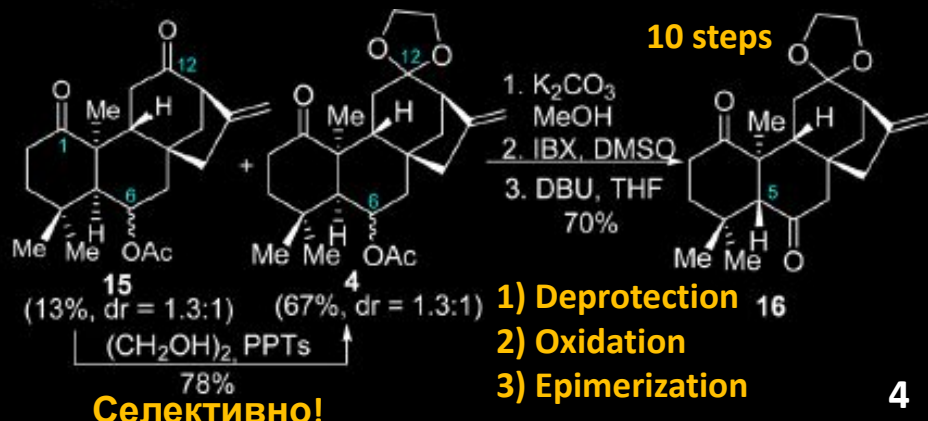 10 steps
O
12
O
O
12
O
O
Me
H
1
6
Me
Me
H
OAc
15
(13%, dr = 1.3:1)
+
O
Me
H
6
Me
Me
H
OAc
4
(67%, dr = 1.3:1)
(CH₂OH)₂, PPTs
78%
Селективно!
1. K₂CO₃
MeOH
2. IBX, DMSO
3. DBU, THF
70%
O
O
O
Me
H
5
Me
Me
H
O
16
1) Deprotection
2) Oxidation
3) Epimerization
4